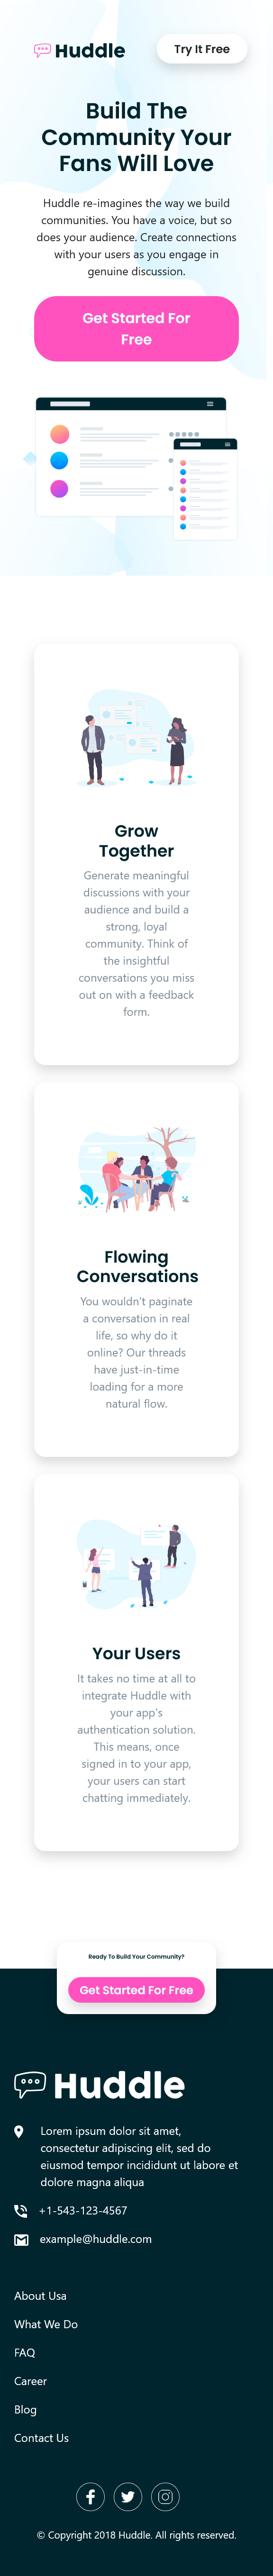 Huddle
Try It Free
Build The
Community Your
Fans Will Love
Huddle re-imagines the way we build
communities. You have a voice, but so
does your audience. Create connections
with your users as you engage in
genuine discussion.
Get Started For
Free
Grow
Together
Generate meaningful
discussions with your
audience and build a
strong, loyal
community. Think of
the insightful
conversations you miss
out on with a feedback
form.
Flowing
Conversations
You wouldn't paginate
a conversation in real
life, so why do it
online? Our threads
have just-in-time
loading for a more
natural flow.
Your Users
It takes no time at all to
integrate Huddle with
your app's
authentication solution.
This means, once
signed in to your app,
your users can start
chatting immediately.
Ready To Build Your Community?
Get Started For Free
Huddle
Lorem ipsum dolor sit amet,
consectetur adipiscing elit, sed do
eiusmod tempor incididunt ut labore et
dolore magna aliqua
+1-543-123-4567
example@huddle.com
About Usa
What We Do
FAQ
Career
Blog
Contact Us
© Copyright 2018 Huddle. All rights reserved.